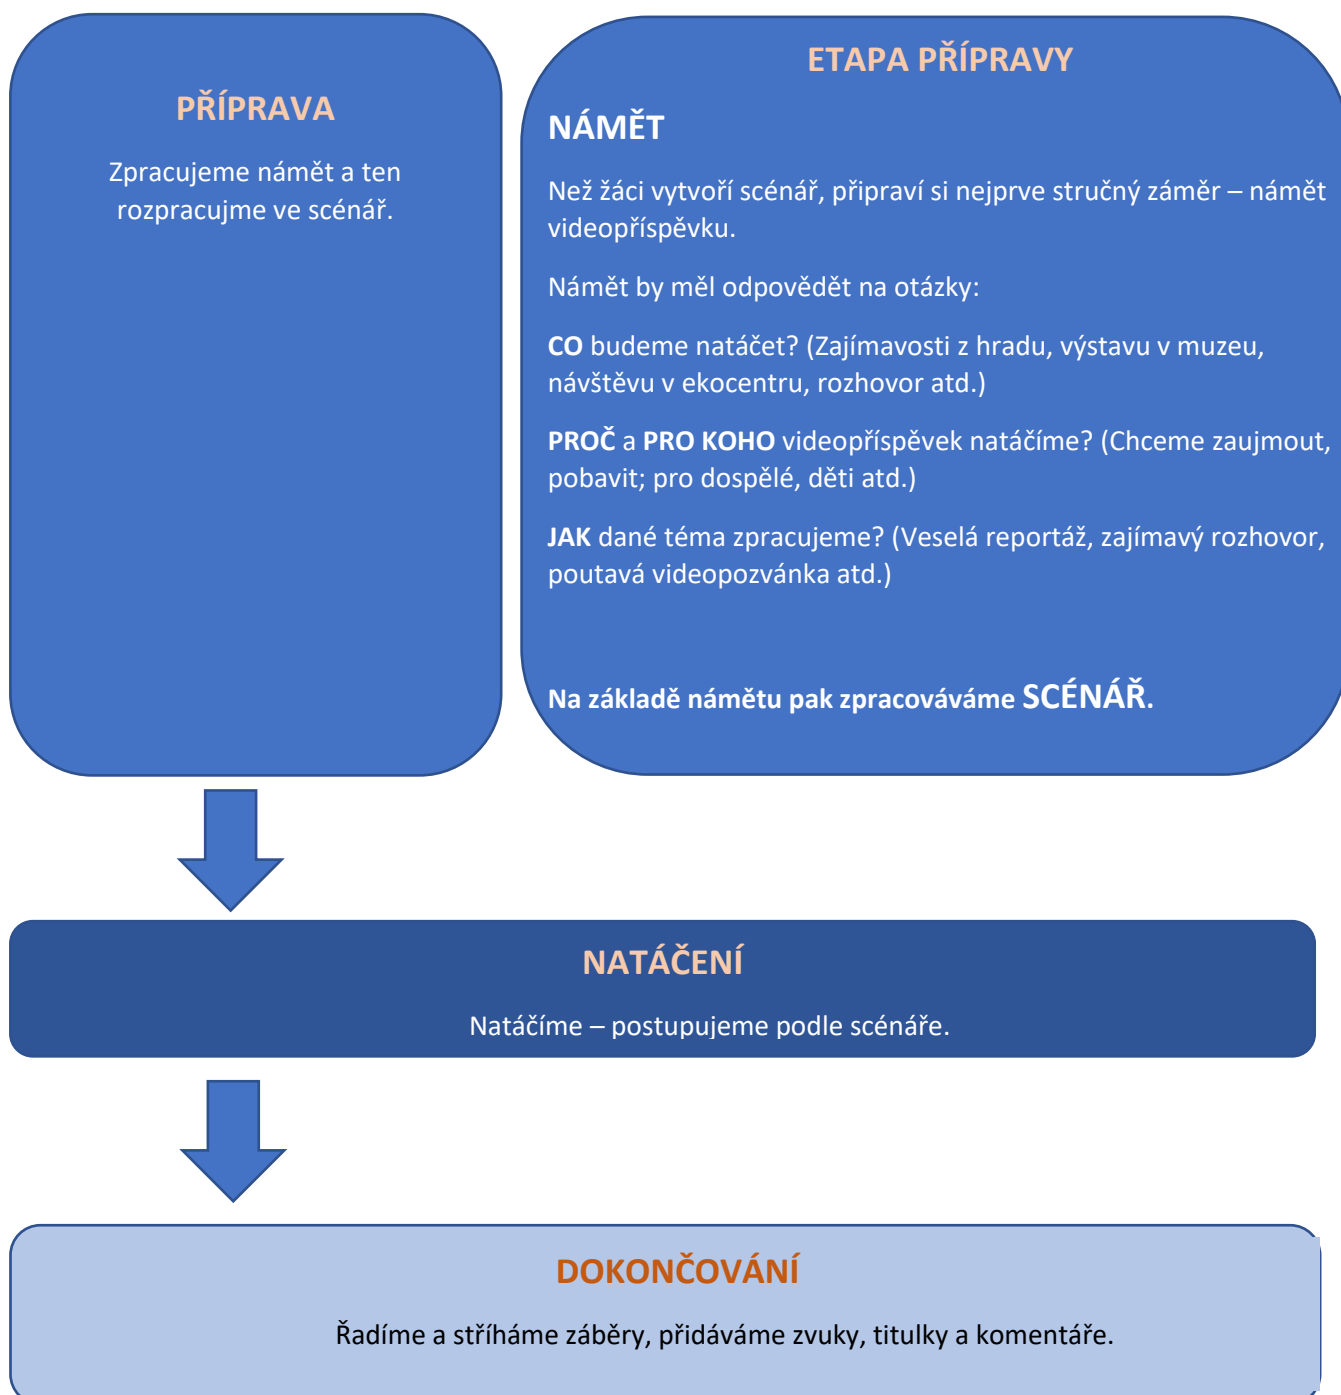 PŘÍPRAVA
Zpracujeme námět a ten
rozpracujme ve scénář.
ETAPA PŘÍPRAVY
NÁMĚT
Než žáci vytvoří scénář, připraví si nejprve stručný záměr – námět
videopříspěvku.
Námět by měl odpovědět na otázky:
CO budeme natáčet? (Zajímavosti z hradu, výstavu v muzeu,
návštěvu v ekocentru, rozhovor atd.)
PROČ a PRO KOHO videopříspěvek natáčíme? (Chceme zaujmout,
pobavit; pro dospělé, děti atd.)
JAK dané téma zpracujeme? (Veselá reportáž, zajímavý rozhovor,
poutavá videopozvánka atd.)
Na základě námětu pak zpracováváme SCÉNÁŘ.
NATÁČENÍ
Natáčíme – postupujeme podle scénáře.
DOKONČOVÁNÍ
Řadíme a stříháme záběry, přidáváme zvuky, titulky a komentáře.